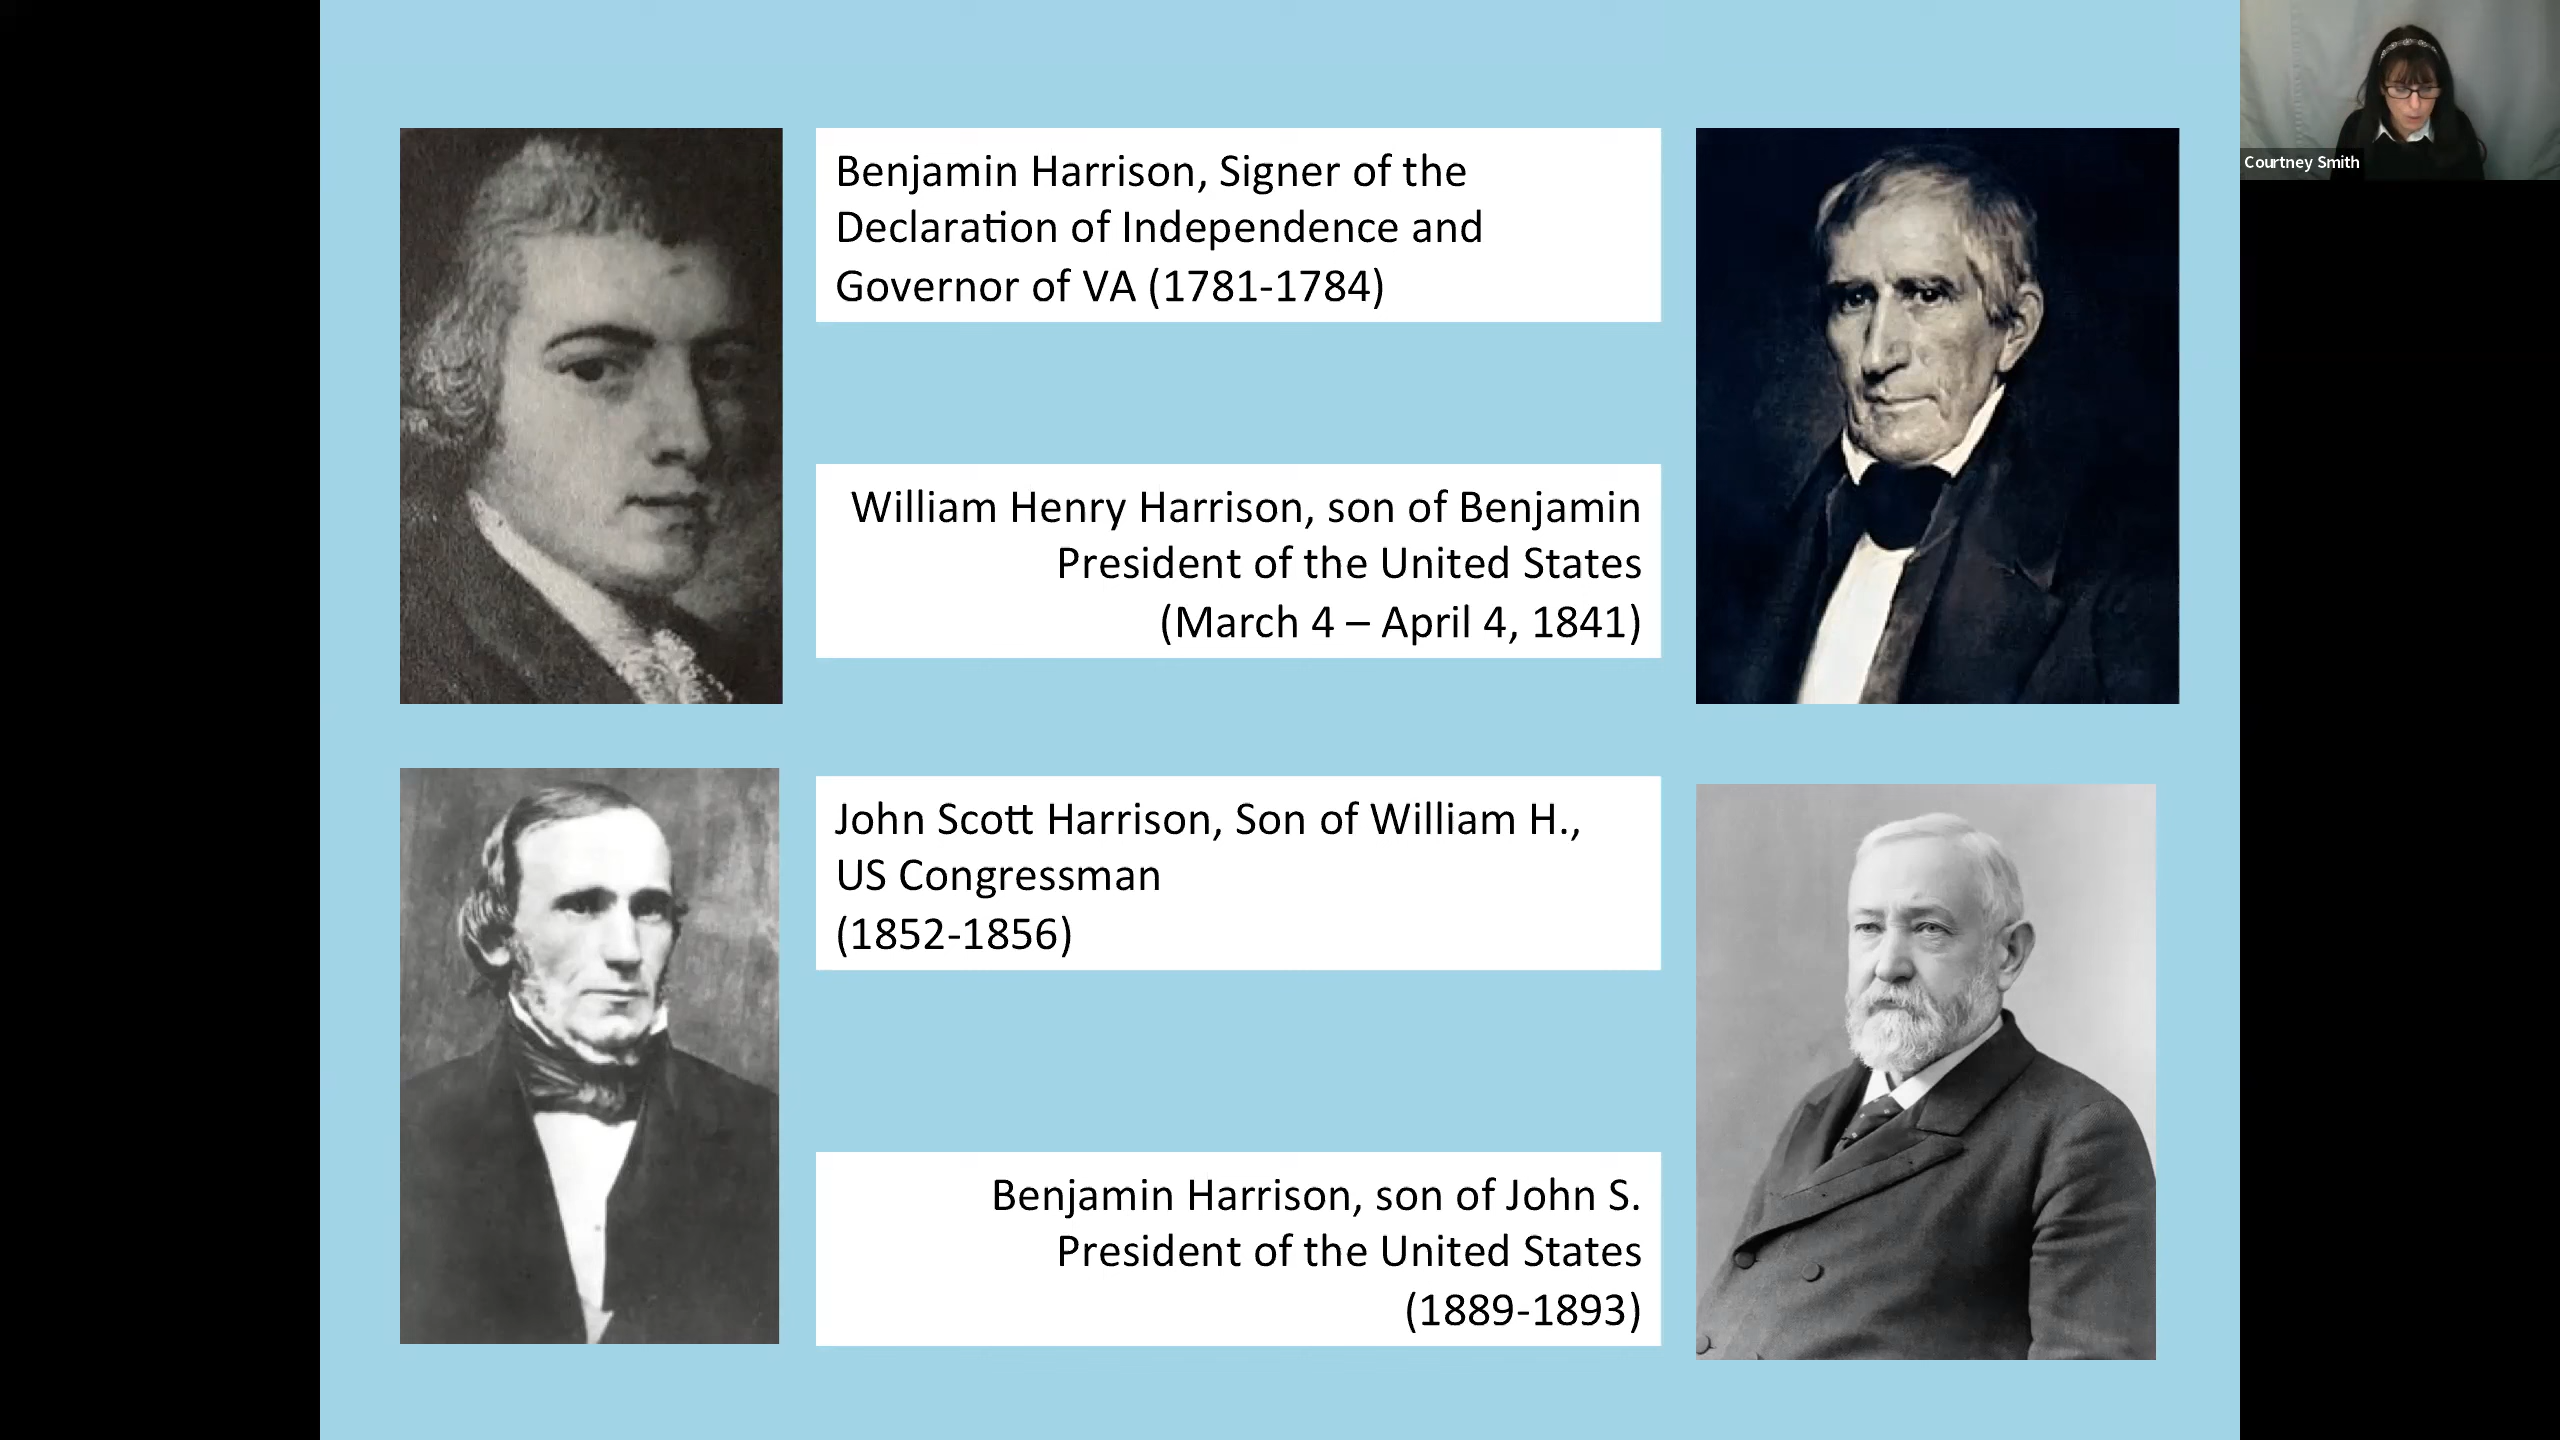 Benjamin Harrison, Signer of the
Declaration of Independence and
Governor of VA (1781-1784)
William Henry Harrison, son of Benjamin
President of the United States
(March 4 – April 4, 1841)
John Scott Harrison, Son of William H.,
US Congressman
(1852-1856)
Benjamin Harrison, son of John S.
President of the United States
(1889-1893)
Courtney Smith